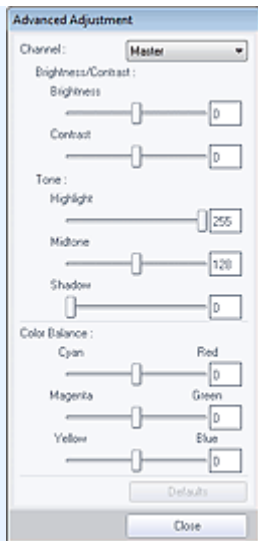 Advanced Adjustment
Channel : Master
Brightness/Contrast :
Brightness
0
Contrast
0
Tone :
Highlight
255
Midtone
128
Shadow
0
Color Balance :
Cyan Red
0
Magenta Green
0
Yellow Blue
0
Defaults
Close